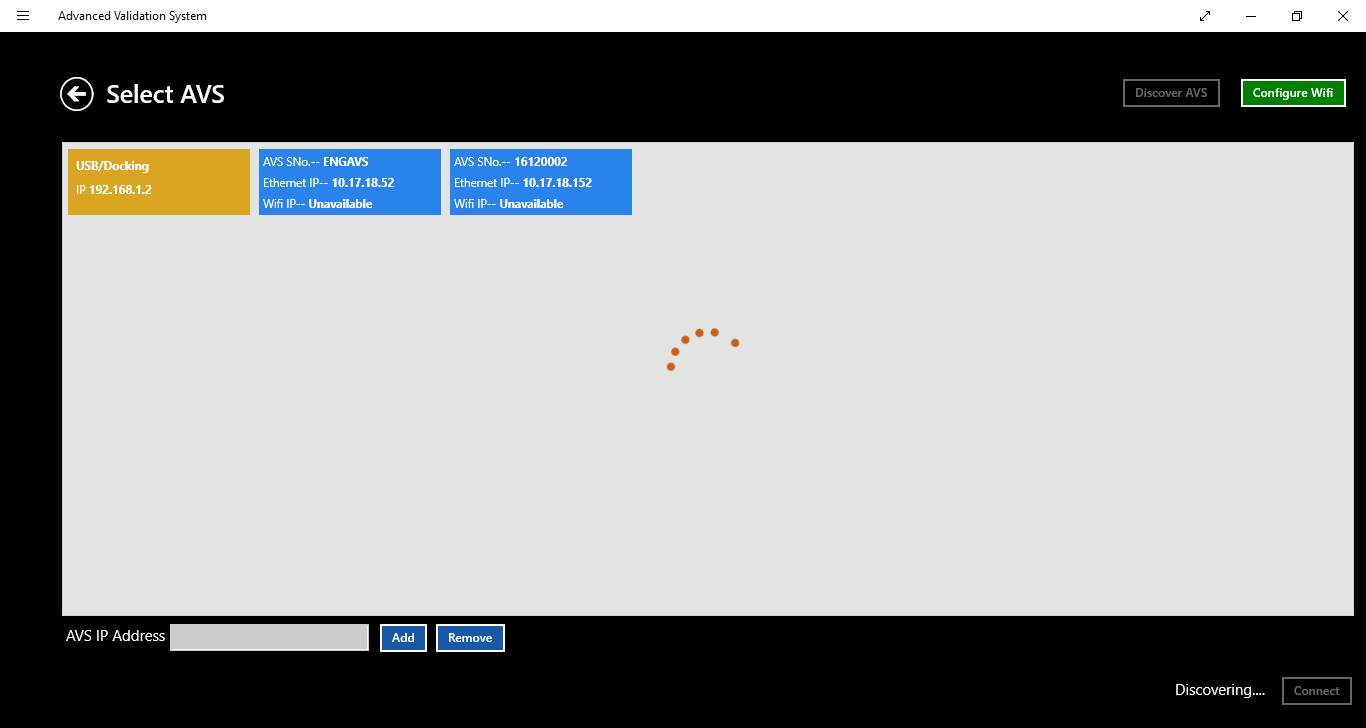 Advanced Validation System
Select AVS
Discover AVS
Configure Wifi
USB/Docking
IP 192.168.1.2
AVS SNo.-- ENGAVS
Ethernet IP-- 10.17.18.52
Wifi IP-- Unavailable
AVS SNo.-- 16120002
Ethernet IP-- 10.17.18.152
Wifi IP-- Unavailable
AVS IP Address
Add
Remove
Discovering....
Connect